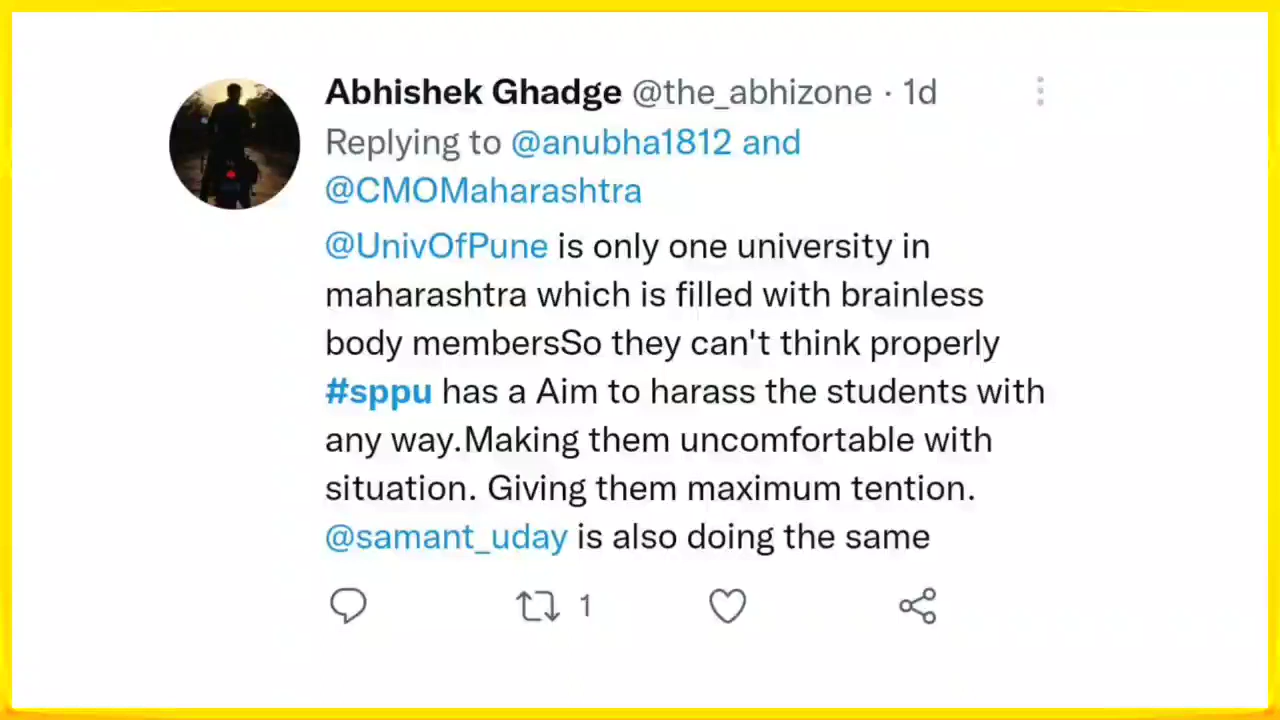 Abhishek Ghadge @the_abhizone · 1d
Replying to @anubha1812 and
@CMOMaharashtra
@UnivOfPune is only one university in
maharashtra which is filled with brainless
body membersSo they can't think properly
#sppu has a Aim to harass the students with
any way.Making them uncomfortable with
situation. Giving them maximum tention.
@samant_uday is also doing the same
1